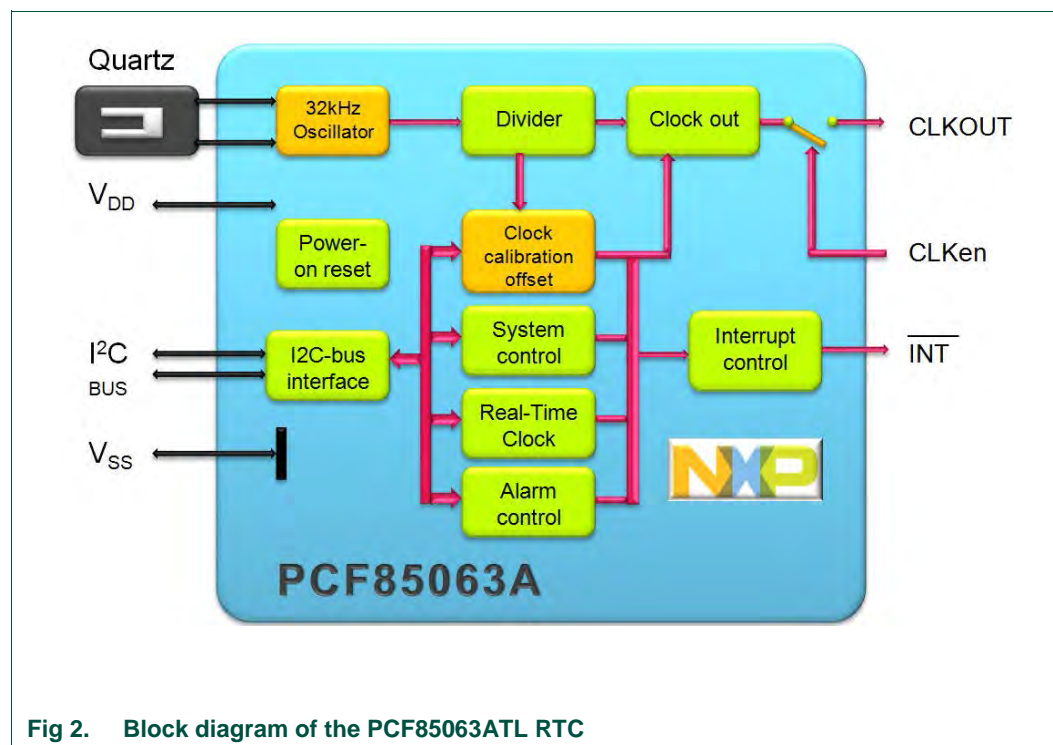 Quartz
32kHz
Oscillator
Divider
Clock out
CLKOUT
V_DD
Power-
on reset
Clock
calibration
offset
CLKen
I²C
BUS
I2C-bus
interface
System
control
Interrupt
control
INT
Real-Time
Clock
V_SS
Alarm
control
NXP
PCF85063A
Fig 2. Block diagram of the PCF85063ATL RTC